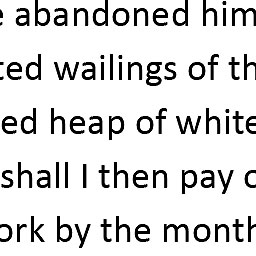 e abandoned him
ted wailings of th
ed heap of white
shall I then pay o
ork by the month